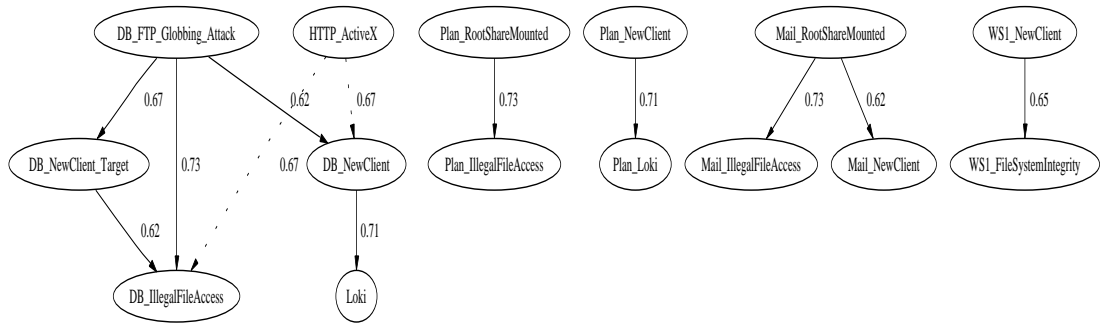 DB_FTP_Globbing_Attack
HTTP_ActiveX
Plan_RootShareMounted
Plan_NewClient
Mail_RootShareMounted
WS1_NewClient
0.67
0.62
0.67
0.73
0.71
0.73
0.62
0.65
DB_NewClient_Target
0.73
0.67
DB_NewClient
Plan_IllegalFileAccess
Plan_Loki
Mail_IllegalFileAccess
Mail_NewClient
WS1_FileSystemIntegrity
0.62
0.71
DB_IllegalFileAccess
Loki